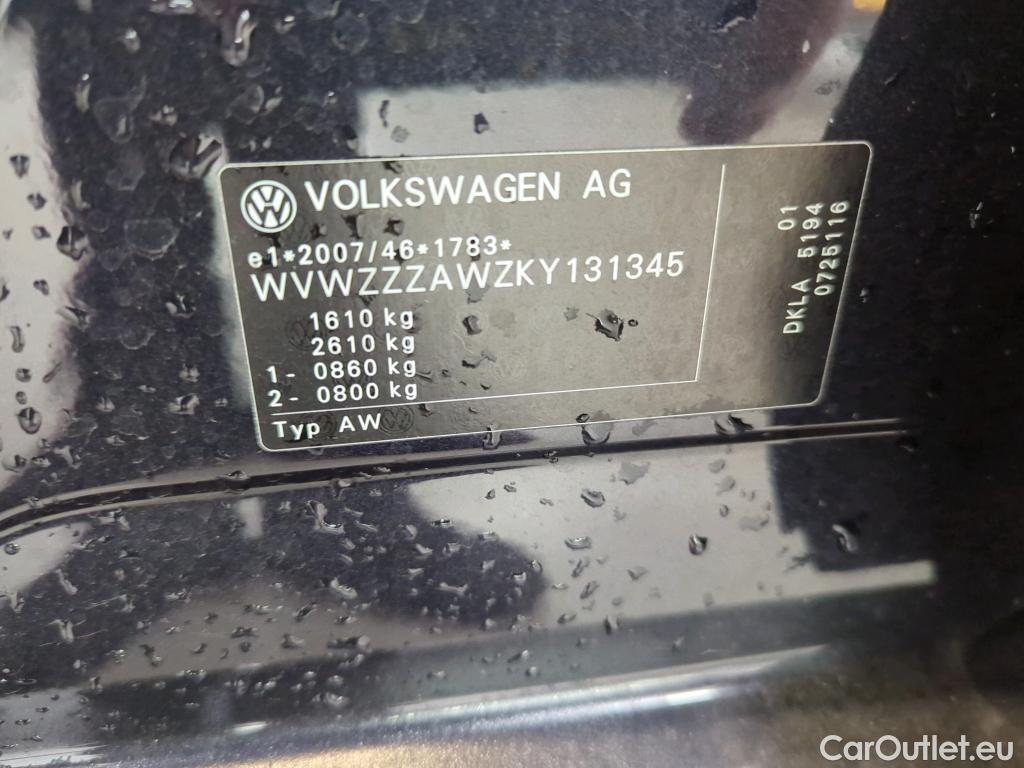 VOLKSWAGEN AG
e1*2007/46*1783*
WVWZZZAWZKY131345
1610 kg
2610 kg
1- 0860 kg
2- 0800 kg
Typ AW
01
DKLA 5194
0725116
CarOutlet.eu